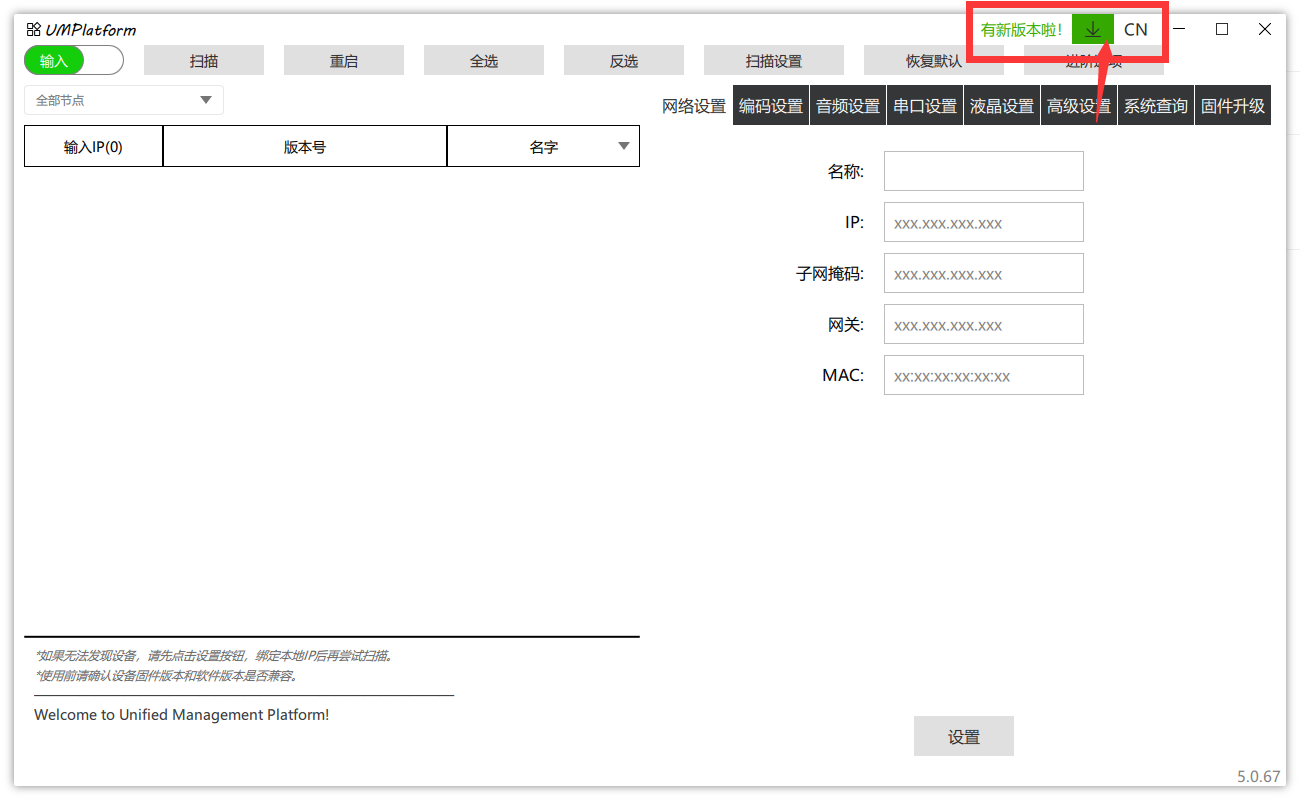 UMPlatform
有新版本啦!
CN
输入
扫描
重启
全选
反选
扫描设置
恢复默认
进阶选项
全部节点
网络设置
编码设置
音频设置
串口设置
液晶设置
高级设置
系统查询
固件升级
输入IP(0)
版本号
名字
名称:
IP:
xxx.xxx.xxx.xxx
子网掩码:
xxx.xxx.xxx.xxx
网关:
xxx.xxx.xxx.xxx
MAC:
xx:xx:xx:xx:xx:xx
*如果无法发现设备，请先点击设置按钮，绑定本地IP后再尝试扫描。
*使用前请确认设备固件版本和软件版本是否兼容。
Welcome to Unified Management Platform!
设置
5.0.67